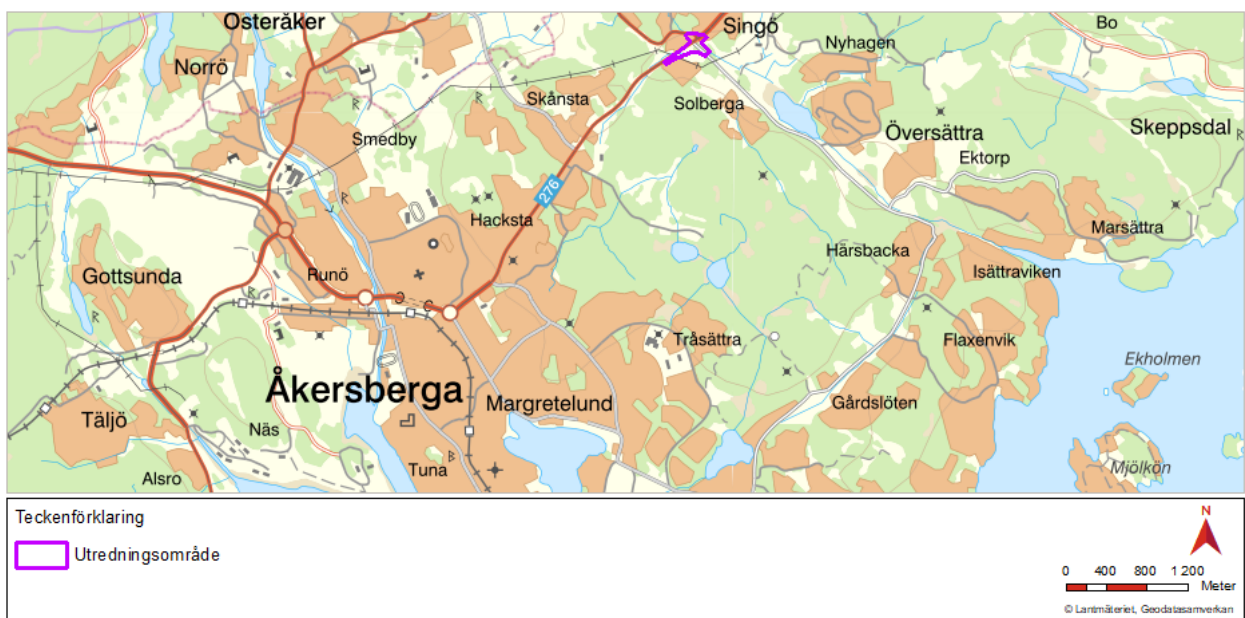 Österåker
Singö
Bo
Nyhagen
Norrö
Skånsta
Solberga
Smedby
Översättra
Skeppsdal
Ektorp
276
Hacksta
Marsättra
Härsbacka
Gottsunda
Runö
Isättraviken
Tråsättra
Flaxenvik
Ekholmen
Åkersberga
Margretelund
Gårdslöten
Täljö
Näs
Tuna
Mjölkön
Alsro
Teckenförklaring
Utredningsområde
N
0 400 800 1 200
Meter
© Lantmäteriet, Geodatasamverkan